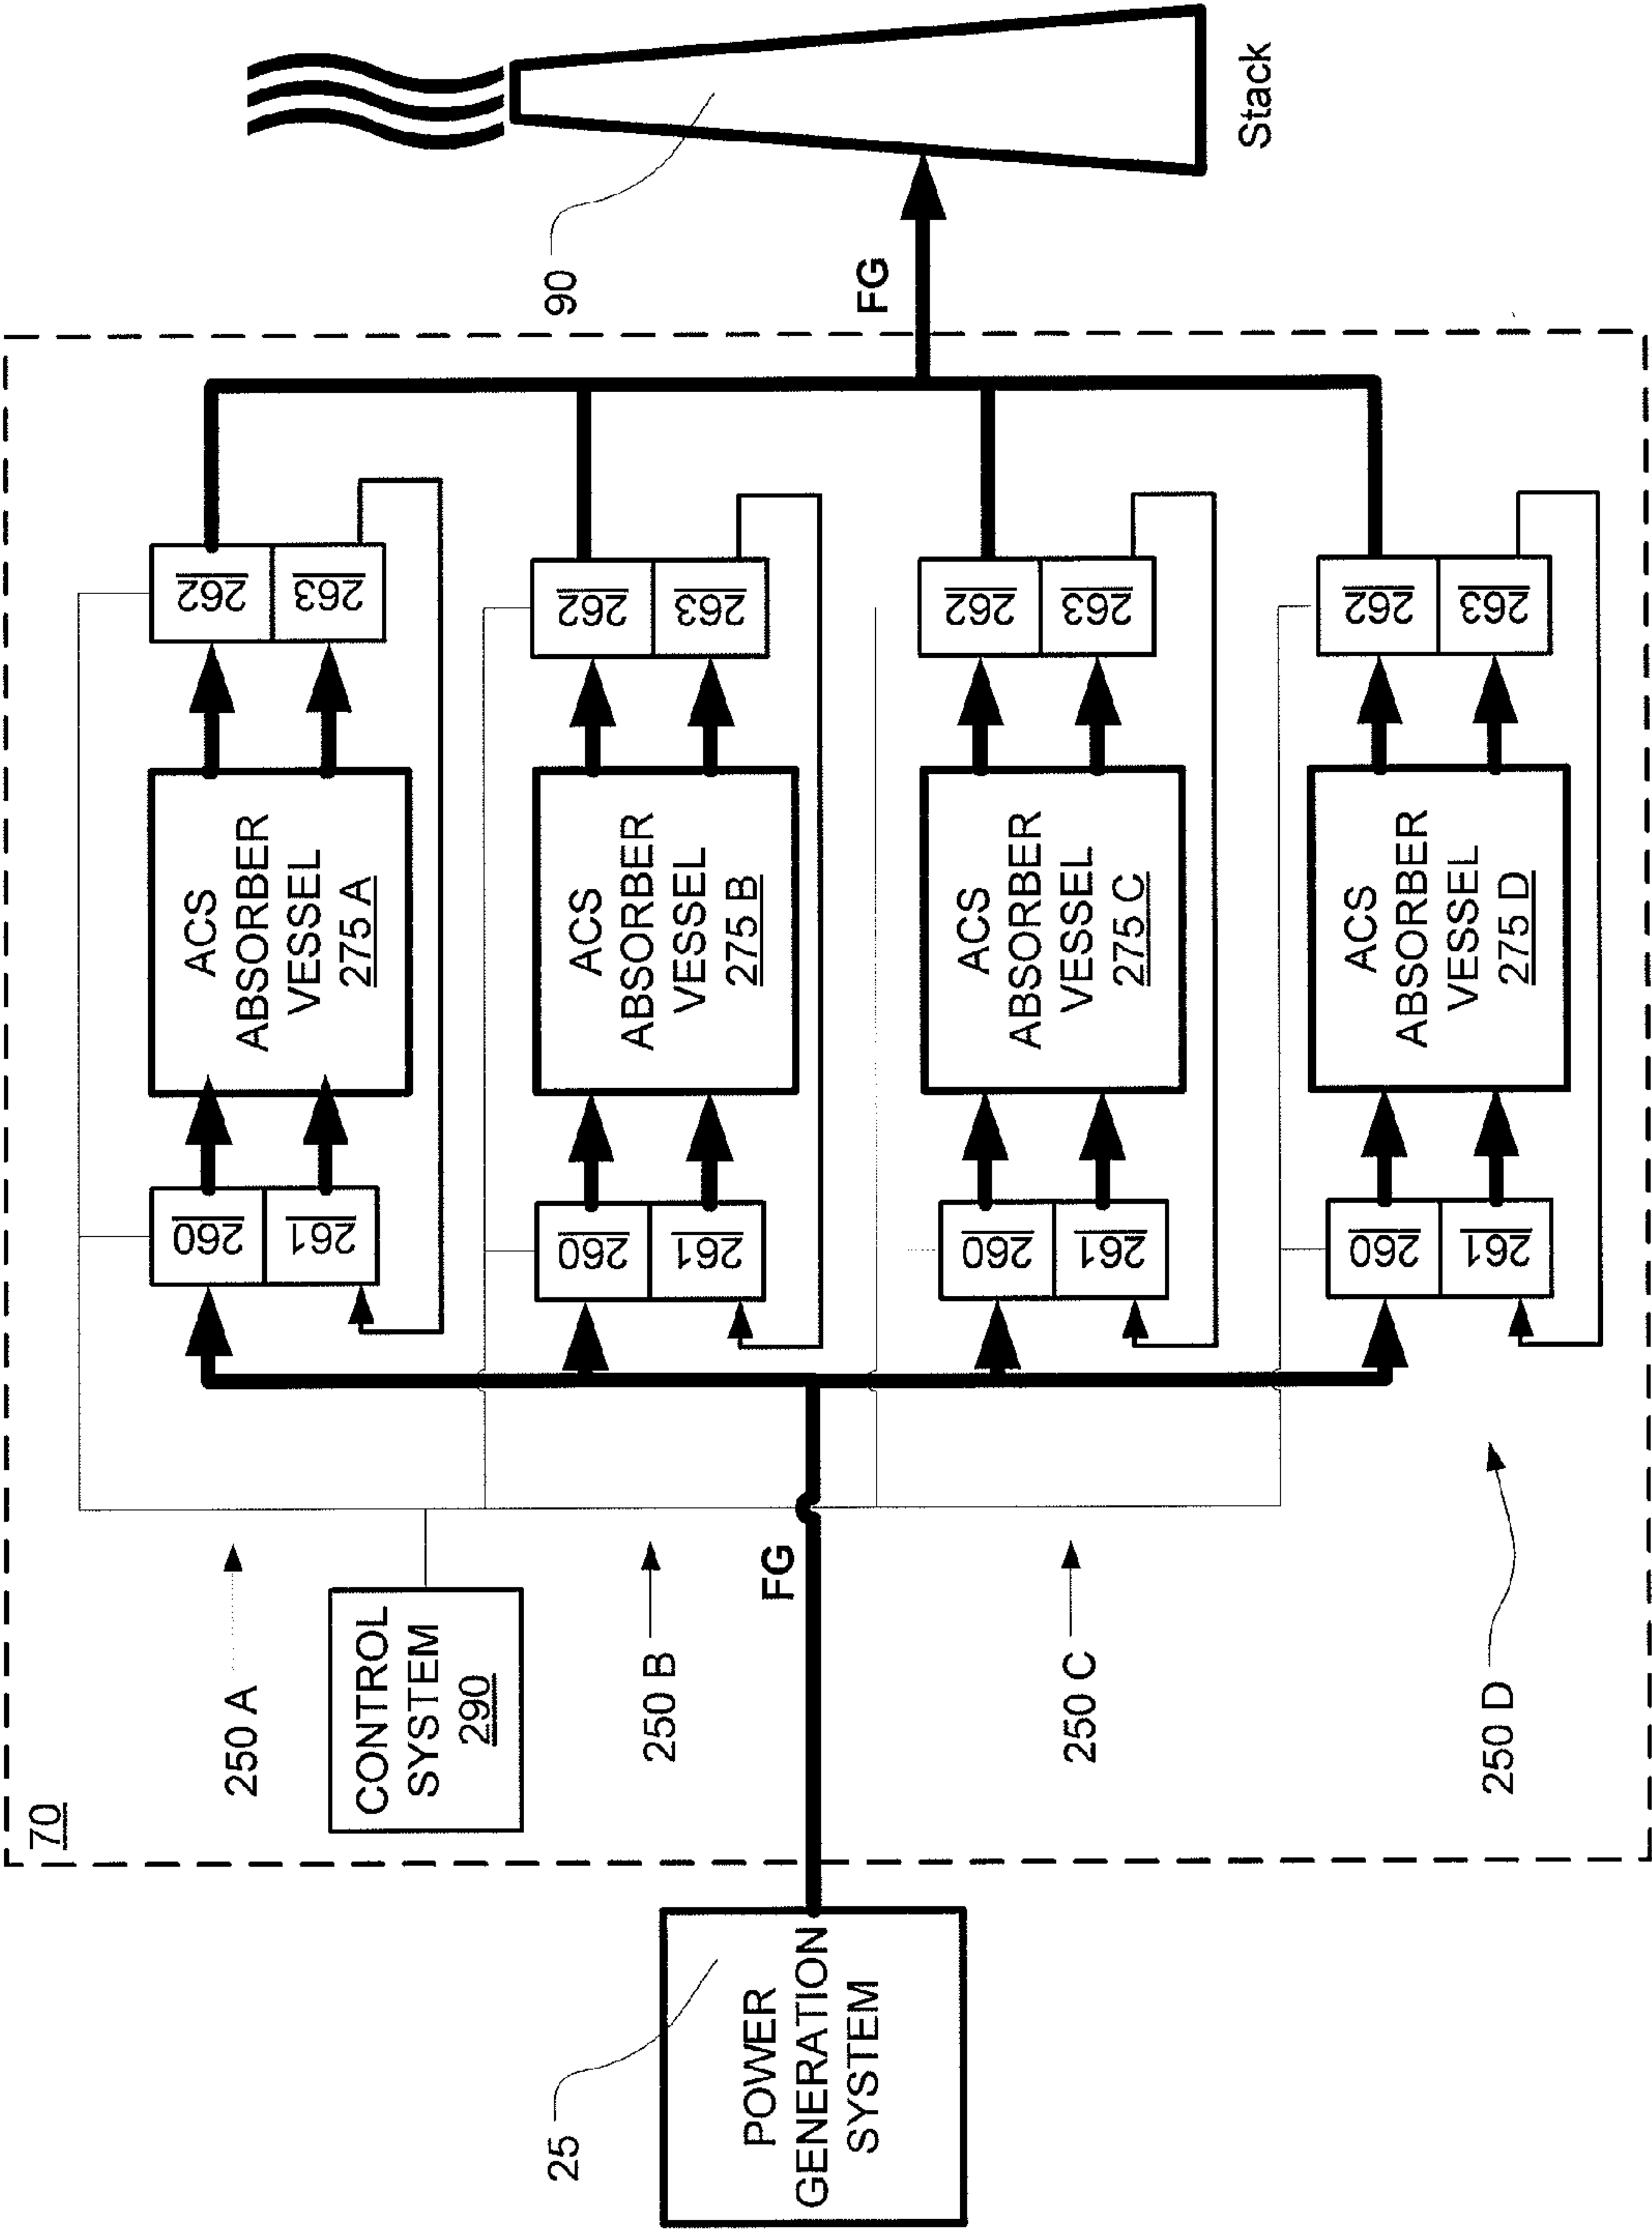 70
250 A
CONTROL
SYSTEM
290
250 B
FG
250 C
250 D
25
POWER
GENERATION
SYSTEM
260
261
ACS
ABSORBER
VESSEL
275 A
262
263
260
261
ACS
ABSORBER
VESSEL
275 B
262
263
260
261
ACS
ABSORBER
VESSEL
275 C
262
263
260
261
ACS
ABSORBER
VESSEL
275 D
262
263
FG
90
Stack